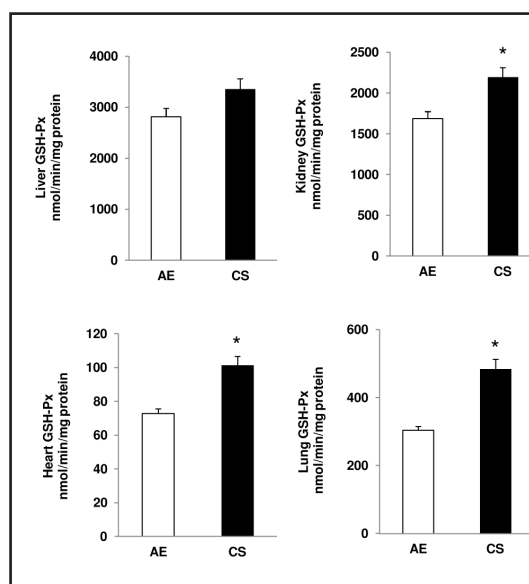 Liver GSH-Px
nmol/min/mg protein
4000
3000
2000
1000
0
AE
CS
Kidney GSH-Px
nmol/min/mg protein
2500
2000
1500
1000
500
0
*
AE
CS
Heart GSH-Px
nmol/min/mg protein
120
100
80
60
40
20
0
*
AE
CS
Lung GSH-Px
nmol/min/mg protein
600
400
200
0
*
AE
CS